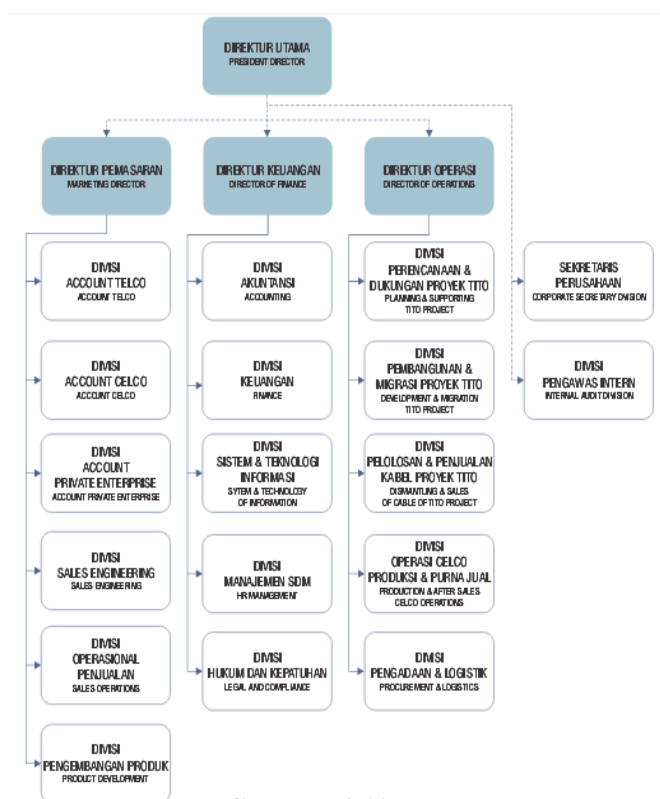 DIREKTUR UTAMA
PRESIDENT DIRECTOR
DIREKTUR PEMASARAN
MARKETING DIRECTOR
DIREKTUR KEUANGAN
DIRECTOR OF FINANCE
DIREKTUR OPERASI
DIRECTOR OF OPERATIONS
DIVISI
ACCOUNT TELCO
ACCOUNT TELCO
DIVISI
AKUNTANSI
ACCOUNTING
DIVISI
PERENCANAAN &
DUKUNGAN PROYEK TITO
PLANNING & SUPPORTING
TITO PROJECT
SEKRETARIS
PERUSAHAAN
CORPORATE SECRETARY DIVISION
DIVISI
ACCOUNT CELCO
ACCOUNT CELCO
DIVISI
KEUANGAN
FINANCE
DIVISI
PEMBANGUNAN &
MIGRASI PROYEK TITO
DEVELOPMENT & MIGRATION
TITO PROJECT
DIVISI
PENGAWAS INTERN
INTERNAL AUDIT DIVISION
DIVISI
ACCOUNT
PRIVATE ENTERPRISE
ACCOUNT PRIVATE ENTERPRISE
DIVISI
SISTEM & TEKNOLOGI
INFORMASI
SYTEM & TECHNOLOGY
OF INFORMATION
DIVISI
PELOLOSAN & PENJUALAN
KABEL PROYEK TITO
DISMANTLING & SALES
OF CABLE OF TITO PROJECT
DIVISI
SALES ENGINEERING
SALES ENGINEERING
DIVISI
MANAJEMEN SDM
HR MANAGEMENT
DIVISI
OPERASI CELCO
PRODUKSI & PURNA JUAL
PRODUCTION & AFTER SALES
CELCO OPERATIONS
DIVISI
OPERASIONAL
PENJUALAN
SALES OPERATIONS
DIVISI
HUKUM DAN KEPATUHAN
LEGAL AND COMPLIANCE
DIVISI
PENGADAAN & LOGISTIK
PROCUREMENT & LOGISTICS
DIVISI
PENGEMBANGAN PRODUK
PRODUCT DEVELOPMENT